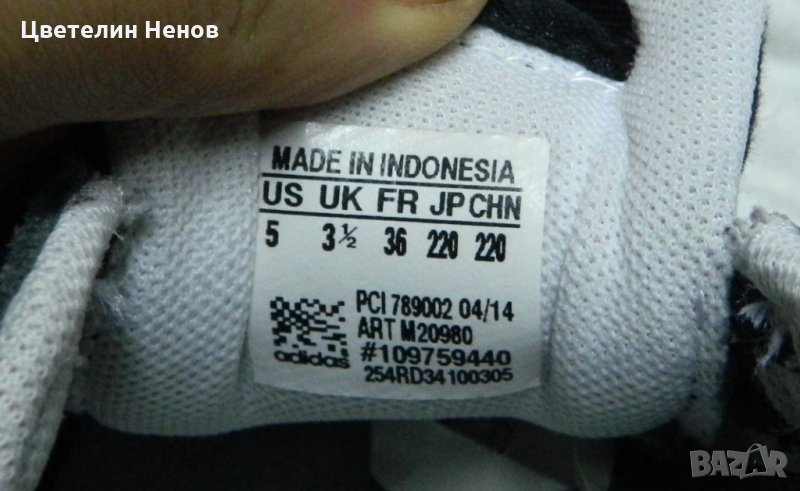 Цветелин Ненов
MADE IN INDONESIA
US UK FR JP CHN
5 3½ 36 220 220
PCI 789002 04/14
ART M20980
adidas #109759440
254RD34100305
BAZAR